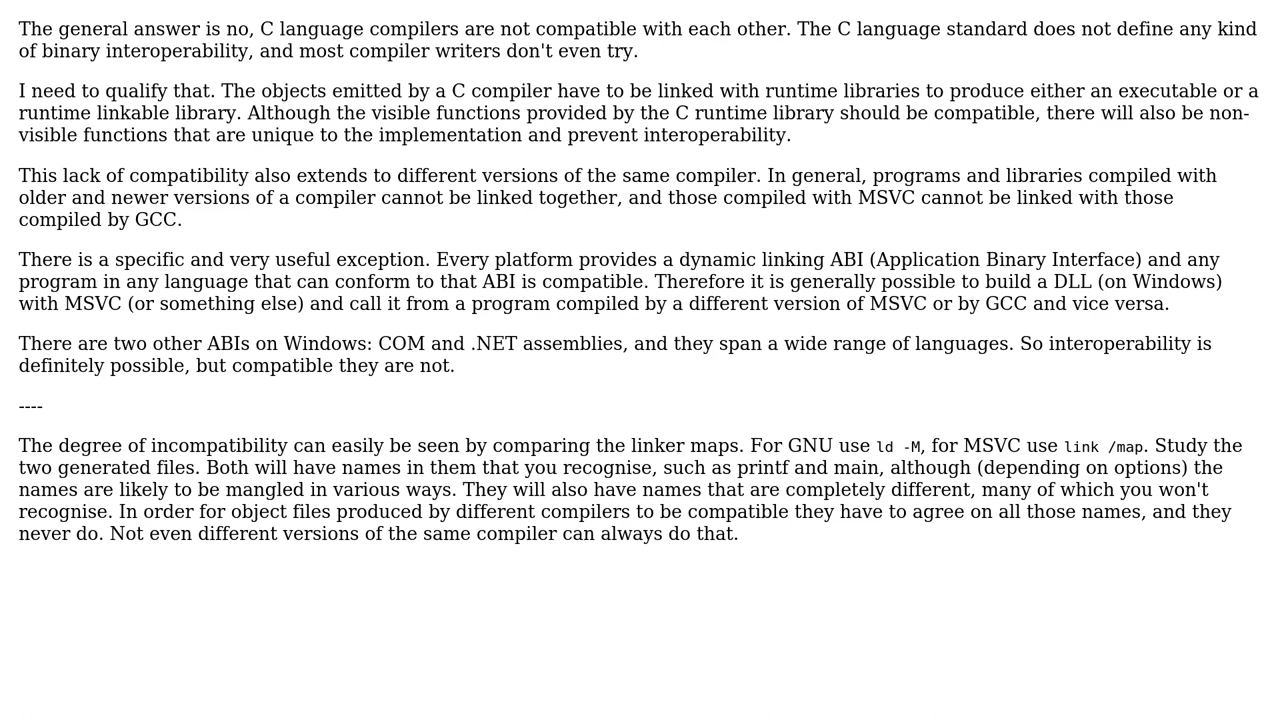 The general answer is no, C language compilers are not compatible with each other. The C language standard does not define any kind
of binary interoperability, and most compiler writers don't even try.
I need to qualify that. The objects emitted by a C compiler have to be linked with runtime libraries to produce either an executable or a
runtime linkable library. Although the visible functions provided by the C runtime library should be compatible, there will also be non-
visible functions that are unique to the implementation and prevent interoperability.
This lack of compatibility also extends to different versions of the same compiler. In general, programs and libraries compiled with
older and newer versions of a compiler cannot be linked together, and those compiled with MSVC cannot be linked with those
compiled by GCC.
There is a specific and very useful exception. Every platform provides a dynamic linking ABI (Application Binary Interface) and any
program in any language that can conform to that ABI is compatible. Therefore it is generally possible to build a DLL (on Windows)
with MSVC (or something else) and call it from a program compiled by a different version of MSVC or by GCC and vice versa.
There are two other ABIs on Windows: COM and .NET assemblies, and they span a wide range of languages. So interoperability is
definitely possible, but compatible they are not.
----
The degree of incompatibility can easily be seen by comparing the linker maps. For GNU use ld -M, for MSVC use link /map. Study the
two generated files. Both will have names in them that you recognise, such as printf and main, although (depending on options) the
names are likely to be mangled in various ways. They will also have names that are completely different, many of which you won't
recognise. In order for object files produced by different compilers to be compatible they have to agree on all those names, and they
never do. Not even different versions of the same compiler can always do that.